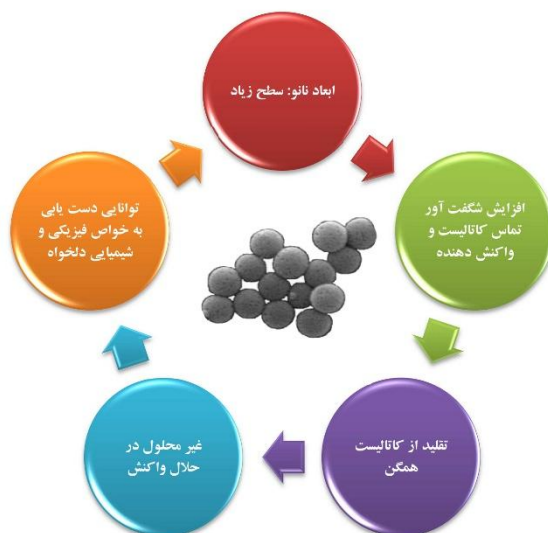 ابعاد نانو: سطح زیاد
افزایش شگفت آور
تماس کاتالیست و
واکنش دهنده
تقلید از کاتالیست
همگن
غیر محلول در
حلال واکنش
توانایی دست یابی
به خواص فیزیکی و
شیمیایی دلخواه